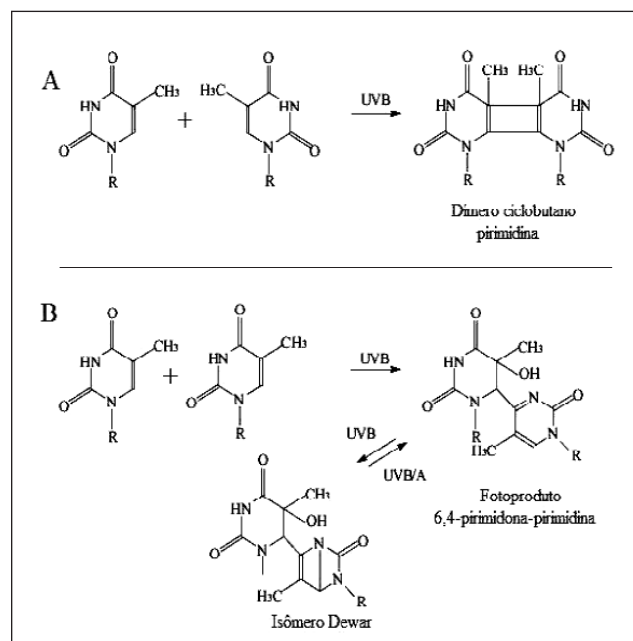 A
O
HN
CH₃
O
N
R
+
O
H₃C
NH
N
O
R
UVB
O
CH₃
H₃C
O
HN
NH
O
N
N
O
R
R
Dímero ciclobutano
pirimidina
B
O
HN
CH₃
O
N
R
+
O
HN
CH₃
O
N
R
UVB
O
CH₃
HN
OH
O
N
N
O
R
N
H₃C
R
Fotoproduto
6,4-pirimidona-pirimidina
UVB
UVB/A
O
CH₃
HN
OH
O
N
N
O
N
H₃C
R
Isômero Dewar